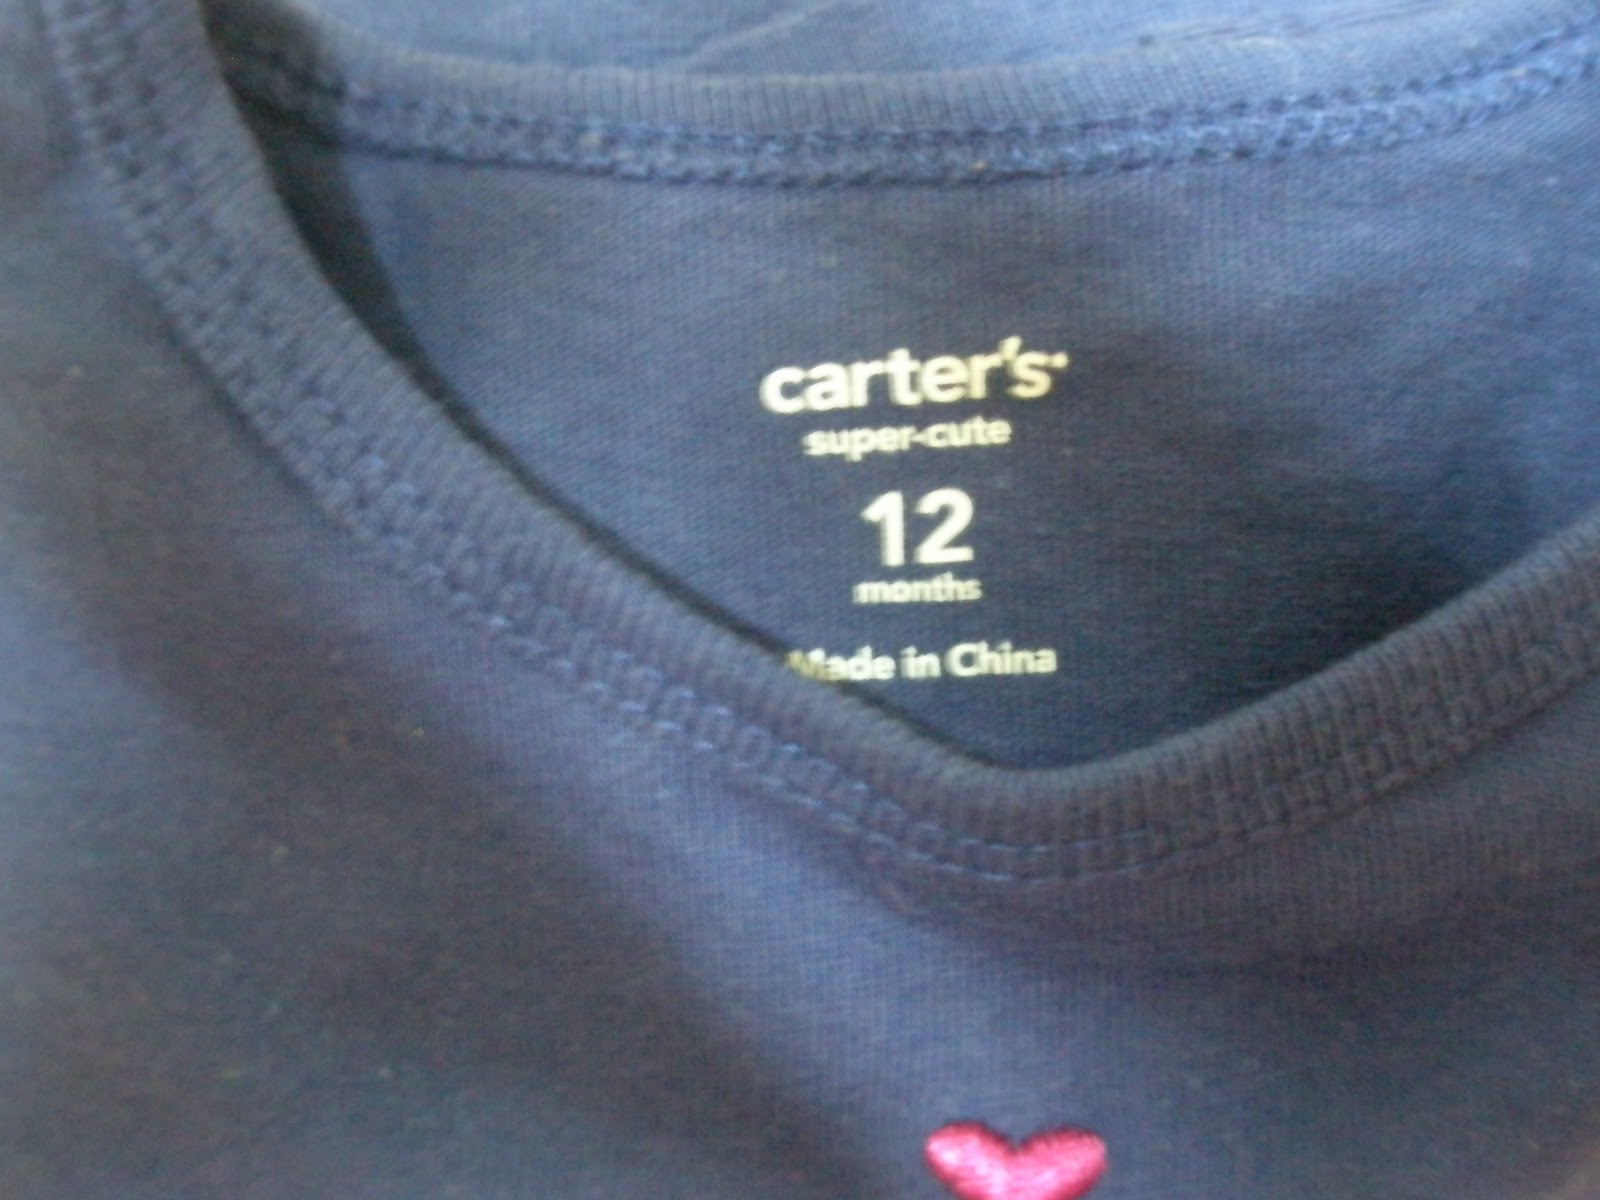 carter's
super-cute
12
months
Made in China